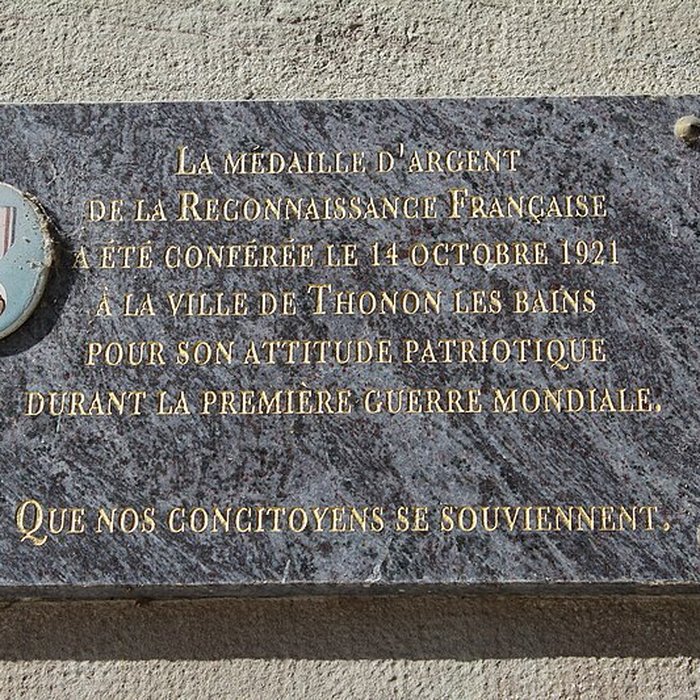 La médaille d'argent
de la Reconnaissance Française
a été conférée le 14 octobre 1921
à la ville de Thonon les bains
pour son attitude patriotique
durant la première guerre mondiale.
Que nos concitoyens se souviennent.